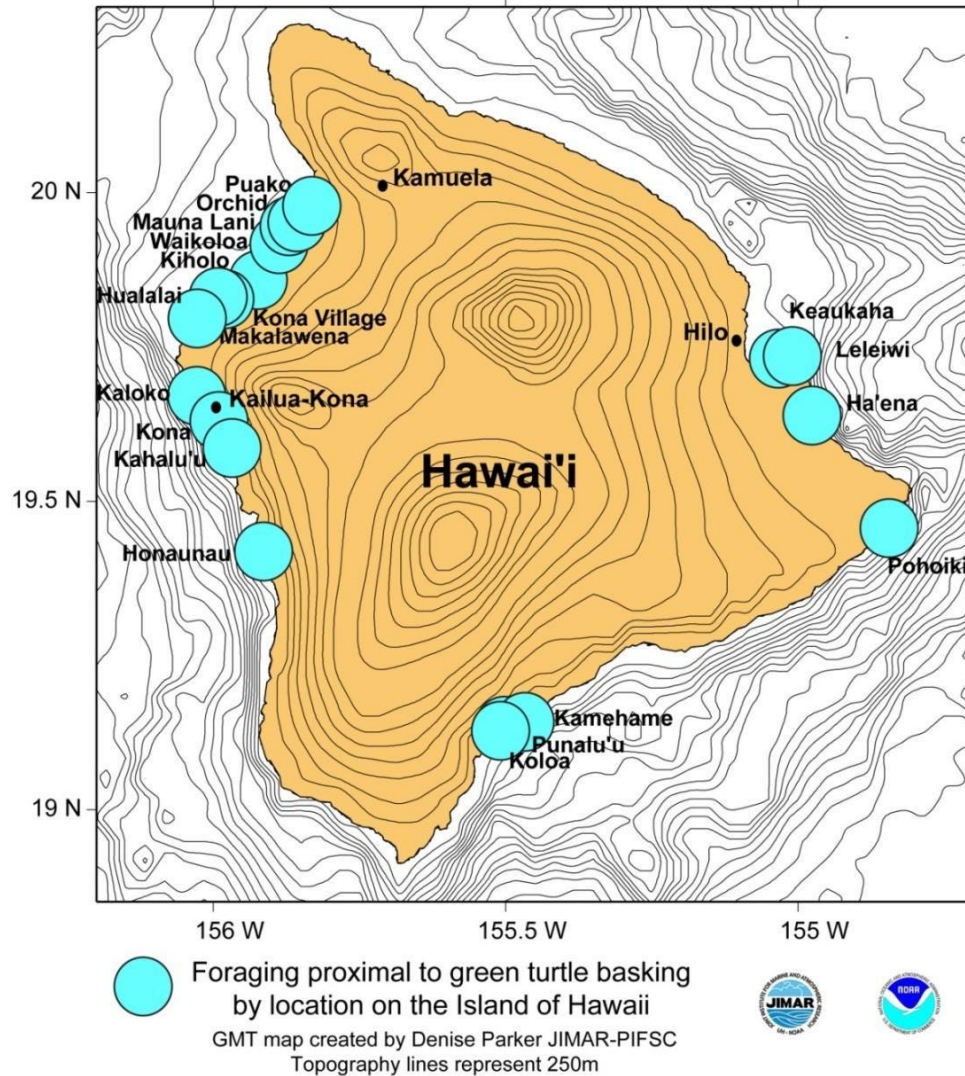 20 N
19.5 N
19 N
156 W
155.5 W
155 W
Puako
Orchid
Mauna Lani
Waikoloa
Kiholo
Hualalai
Kona Village
Makalawena
Kaloko
Kailua-Kona
Kona
Kahalu'u
Honaunau
Kamuela
Hilo
Keaukaha
Leleiwi
Ha'ena
Hawai'i
Pohoiki
Kamehame
Punalu'u
Koloa
Foraging proximal to green turtle basking
by location on the Island of Hawaii
GMT map created by Denise Parker JIMAR-PIFSC
Topography lines represent 250m
JIMAR
NOAA